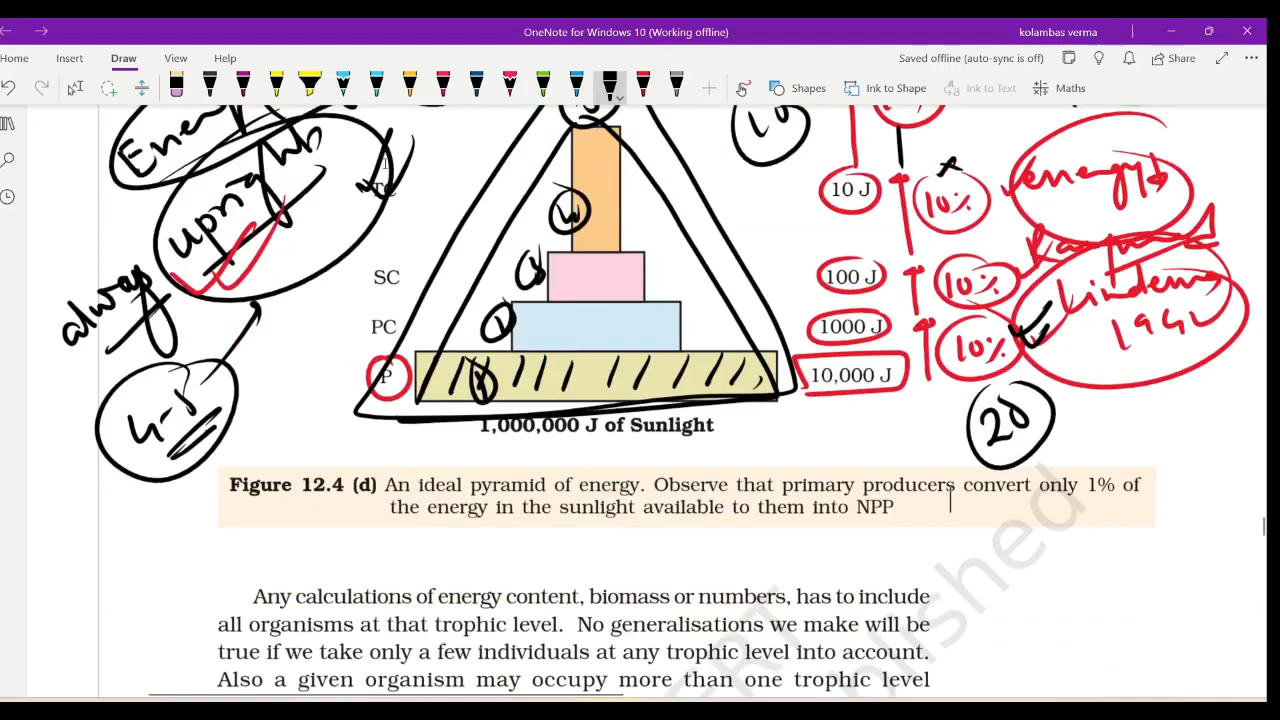 OneNote for Windows 10 (Working offline)
kolambas verma
Home Insert Draw View Help
Saved offline (auto-sync is off)
Share
Shapes
Ink to Shape
Ink to Text
Maths
Energy
upright
always
TC
10 J
10%
energy
SC
100 J
10%
PC
1000 J
10%
P
10,000 J
1,000,000 J of Sunlight
Figure 12.4 (d) An ideal pyramid of energy. Observe that primary producers convert only 1% of
the energy in the sunlight available to them into NPP
Any calculations of energy content, biomass or numbers, has to include
all organisms at that trophic level. No generalisations we make will be
true if we take only a few individuals at any trophic level into account.
Also a given organism may occupy more than one trophic level